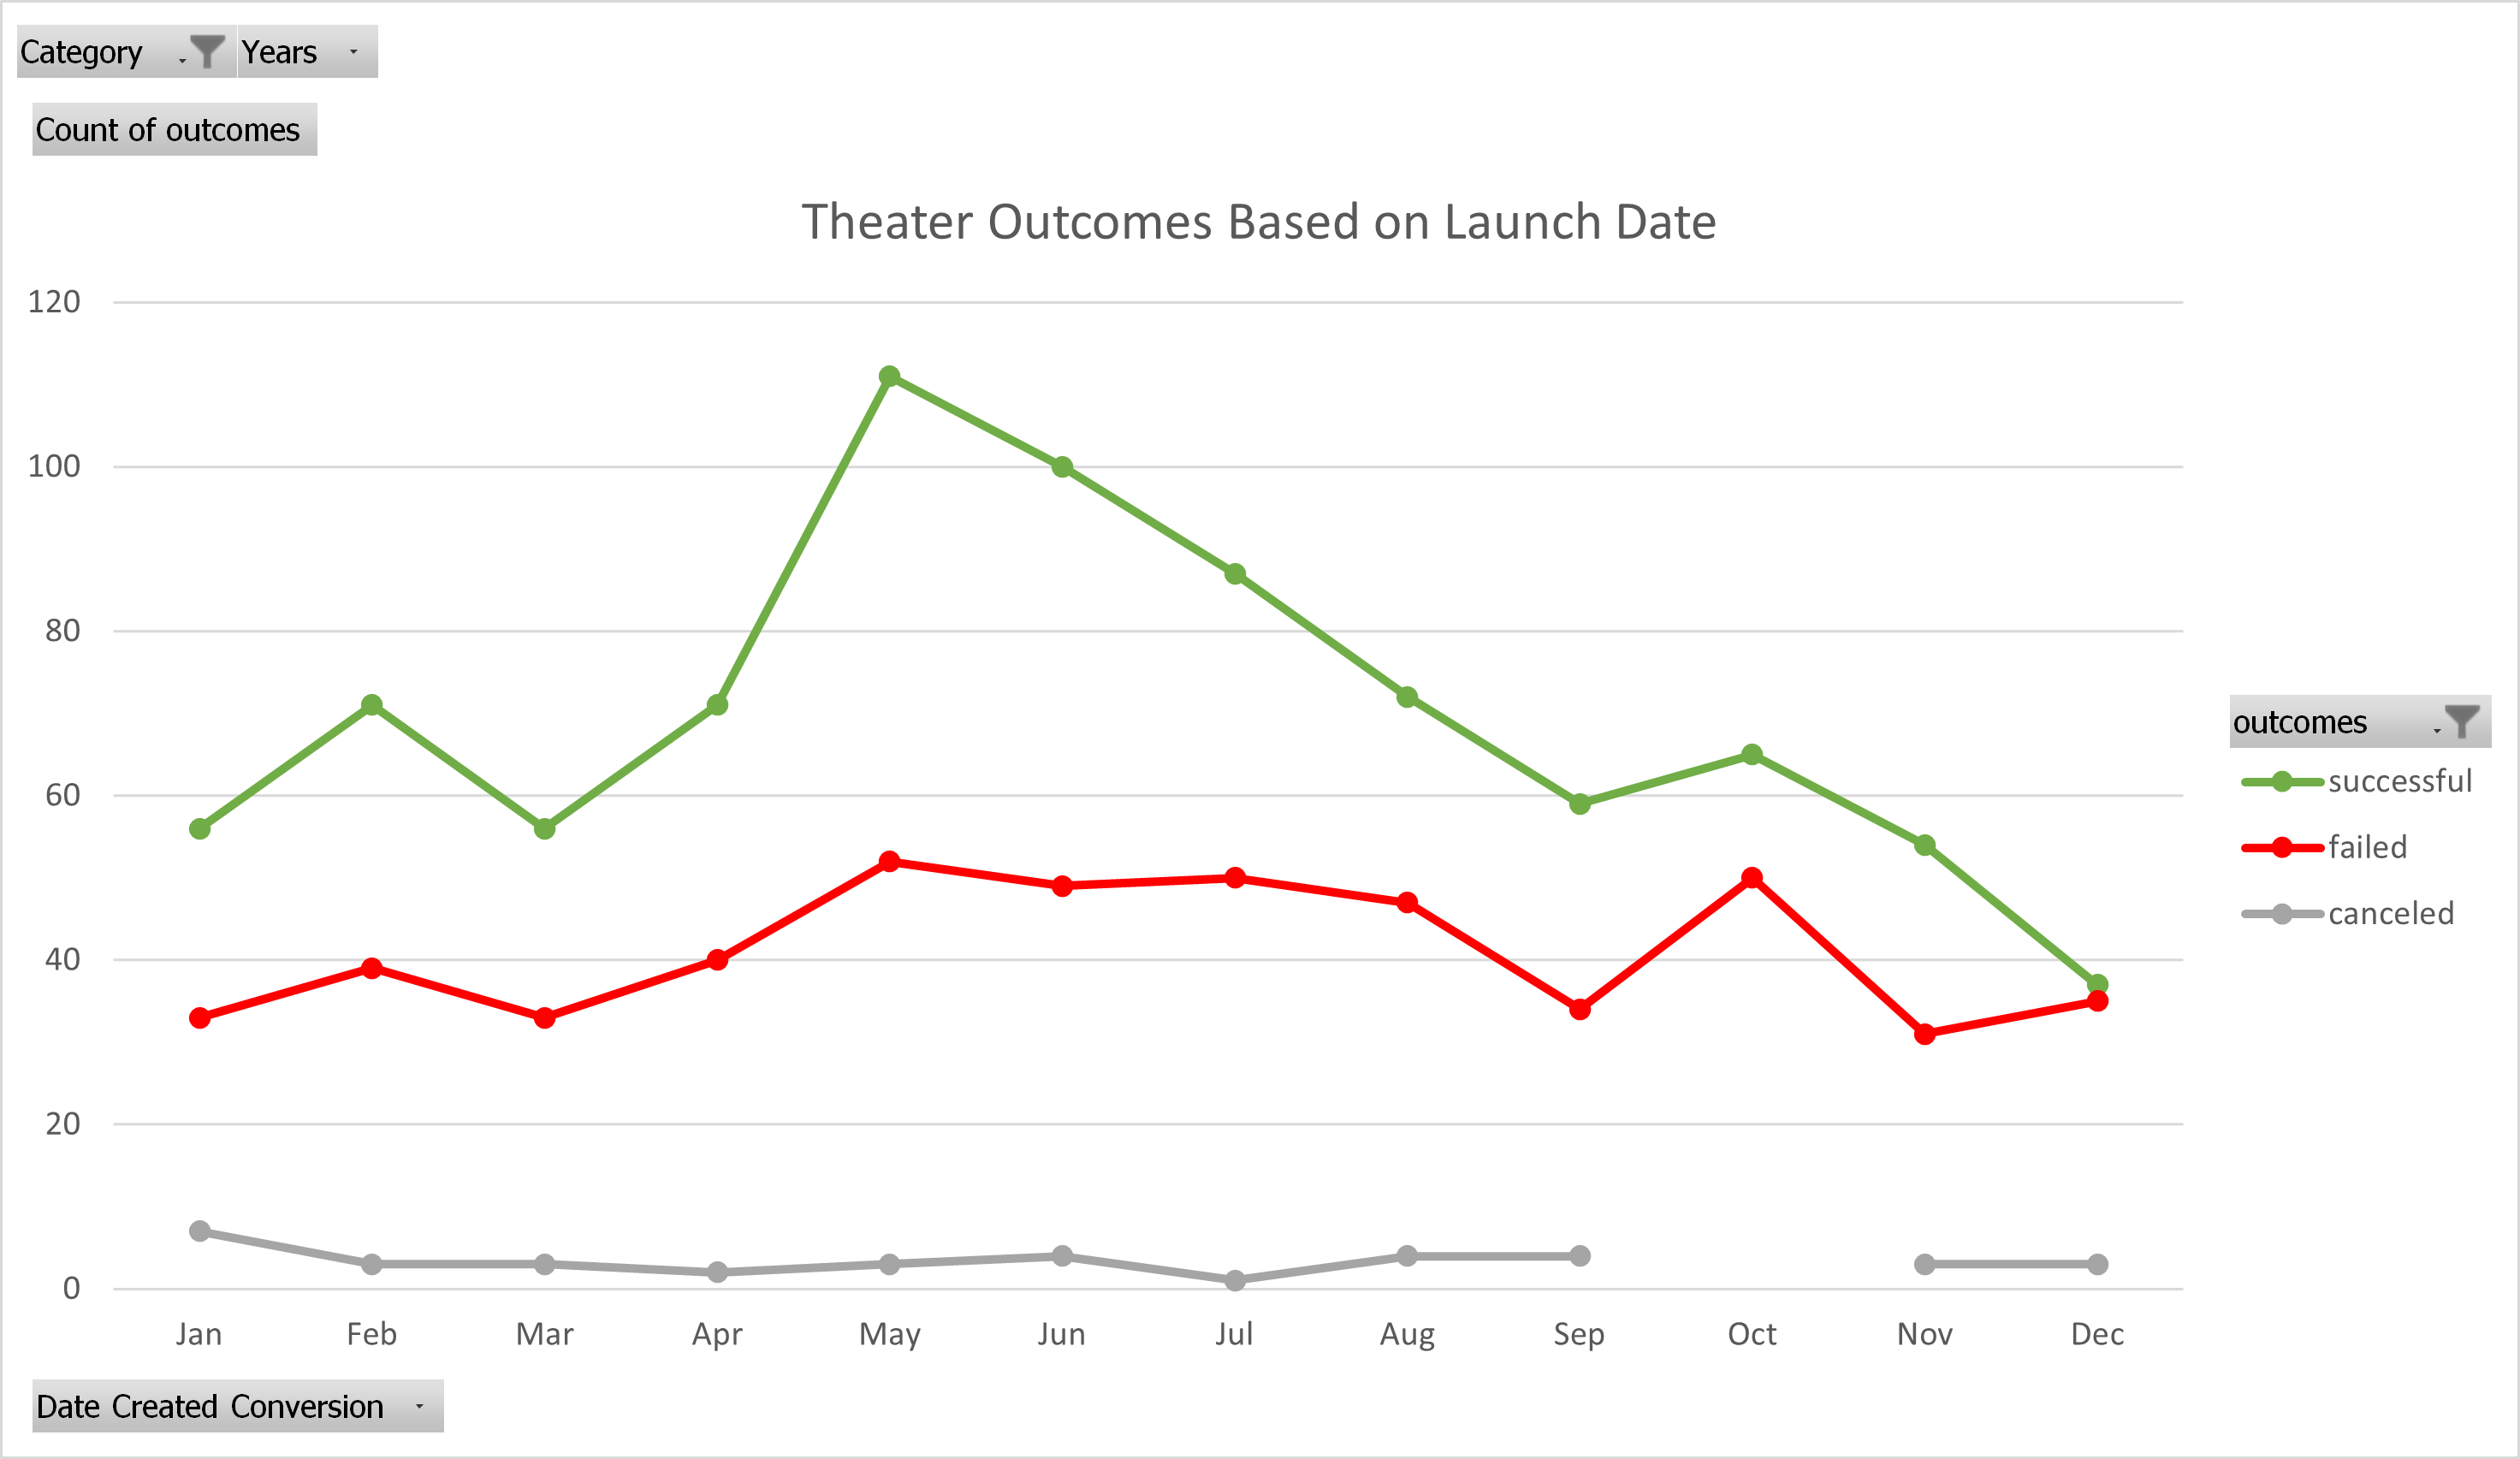 Category Years
Count of outcomes
Theater Outcomes Based on Launch Date
120
100
80
60
40
20
0
Jan Feb Mar Apr May Jun Jul Aug Sep Oct Nov Dec
outcomes
successful
failed
canceled
Date Created Conversion